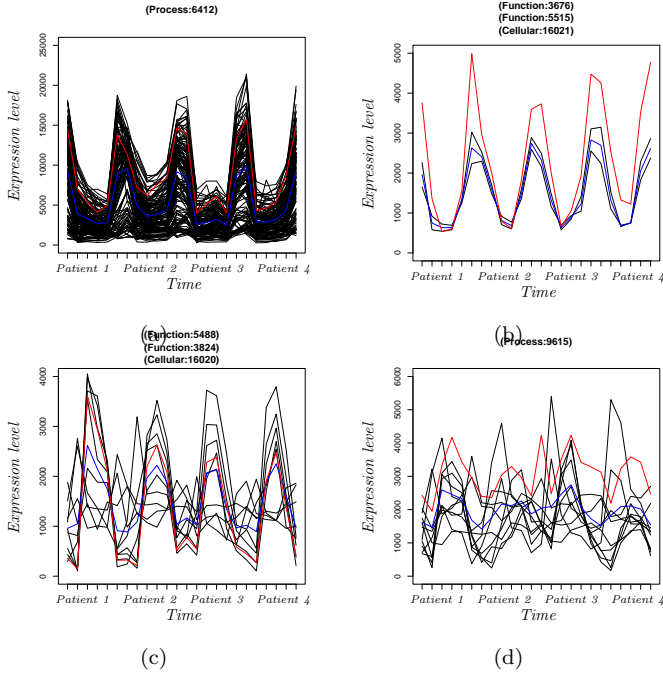 (Process:6412)
(Function:3676)
(Function:5515)
(Cellular:16021)
Expression level
0
5000
10000
15000
20000
25000
Patient 1 Patient 2 Patient 3 Patient 4
Time
(a)
Expression level
0
1000
2000
3000
4000
5000
Patient 1 Patient 2 Patient 3 Patient 4
Time
(b)
(Function:5488)
(Function:3824)
(Cellular:16020)
Expression level
0
1000
2000
3000
4000
Patient 1 Patient 2 Patient 3 Patient 4
Time
(c)
(Process:9615)
Expression level
0
1000
2000
3000
4000
5000
6000
Patient 1 Patient 2 Patient 3 Patient 4
Time
(d)